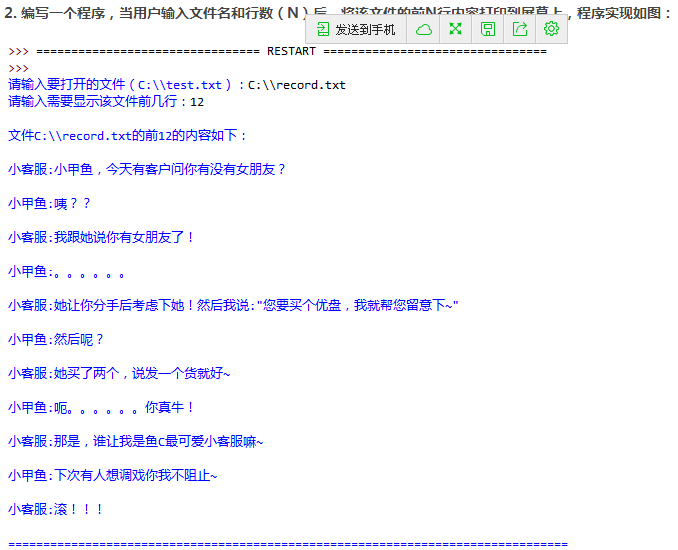 2. 编写一个程序，当用户输入文件名和行数（N）后，将该文件的前N行内容打印到屏幕上，程序实现如图：
发送到手机
>>> ================================ RESTART ================================
>>>
请输入要打开的文件（C:\\test.txt）：C:\\record.txt
请输入需要显示该文件前几行：12
文件C:\\record.txt的前12的内容如下：
小客服:小甲鱼，今天有客户问你有没有女朋友？
小甲鱼:咦？？
小客服:我跟她说你有女朋友了！
小甲鱼:。。。。。。
小客服:她让你分手后考虑下她！然后我说:"您要买个优盘，我就帮您留意下~"
小甲鱼:然后呢？
小客服:她买了两个，说发一个货就好~
小甲鱼:呃。。。。。。你真牛！
小客服:那是，谁让我是鱼C最可爱小客服嘛~
小甲鱼:下次有人想调戏你我不阻止~
小客服:滚！！！
================================================================================